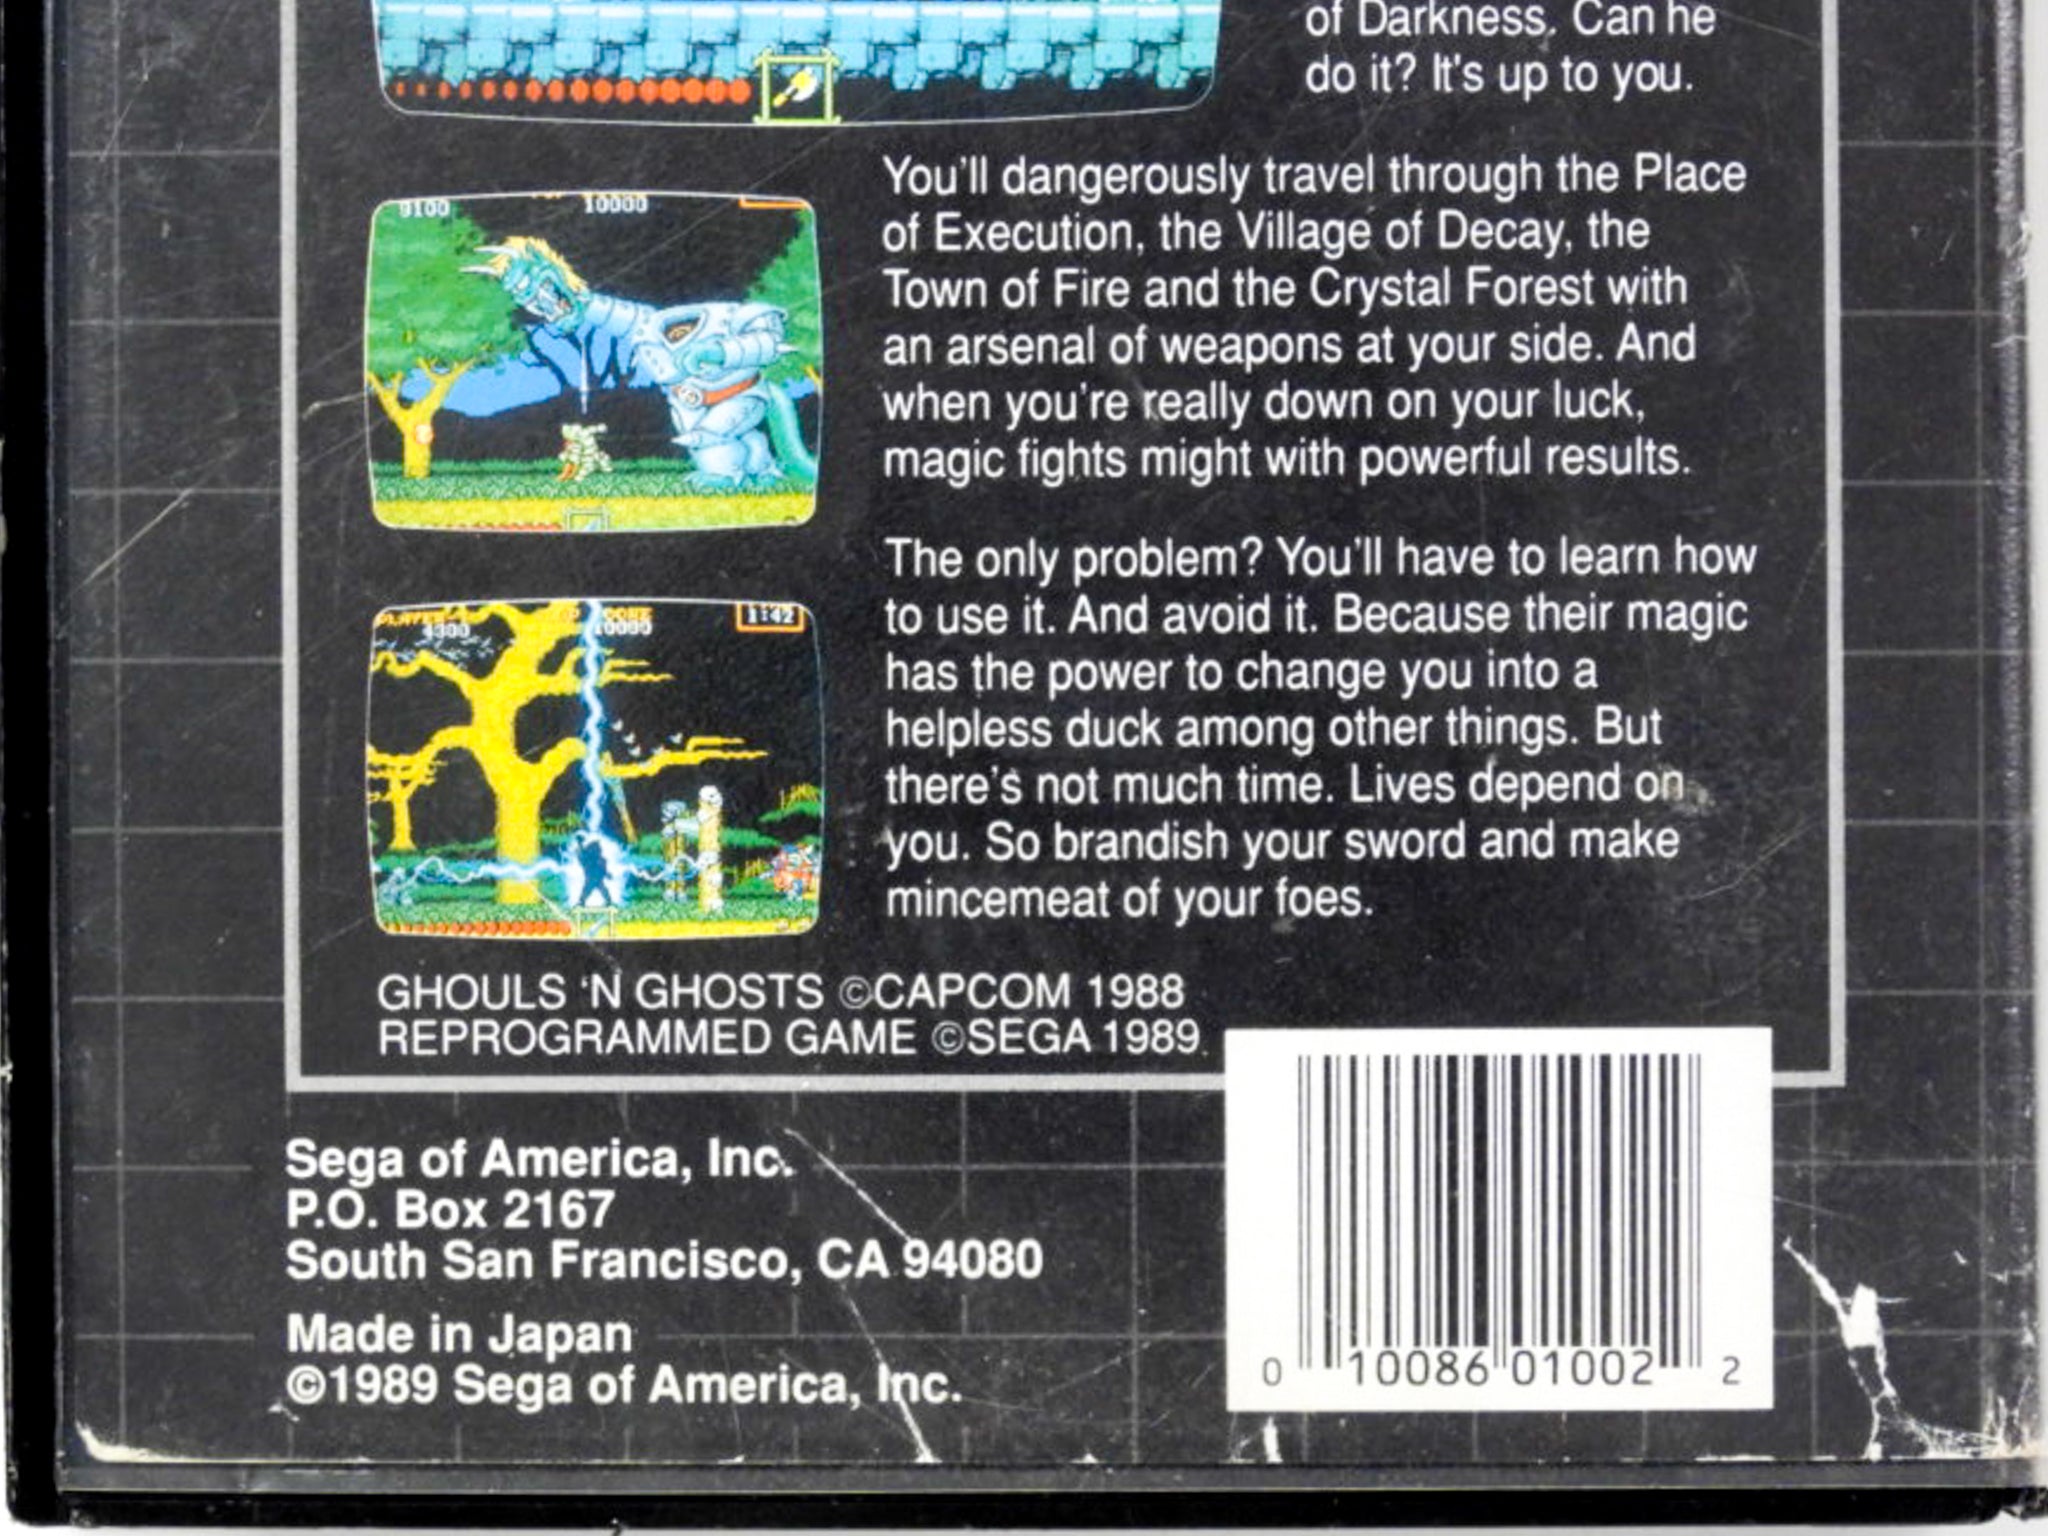 of Darkness. Can he
do it? It's up to you.
9100 10000
You'll dangerously travel through the Place
of Execution, the Village of Decay, the
Town of Fire and the Crystal Forest with
an arsenal of weapons at your side. And
when you're really down on your luck,
magic fights might with powerful results.
The only problem? You'll have to learn how
to use it. And avoid it. Because their magic
has the power to change you into a
helpless duck among other things. But
there's not much time. Lives depend on
you. So brandish your sword and make
mincemeat of your foes.
1:42
4300 10000
GHOULS 'N GHOSTS ©CAPCOM 1988
REPROGRAMMED GAME ©SEGA 1989
Sega of America, Inc.
P.O. Box 2167
South San Francisco, CA 94080
Made in Japan
©1989 Sega of America, Inc.
0 10086 01002 2